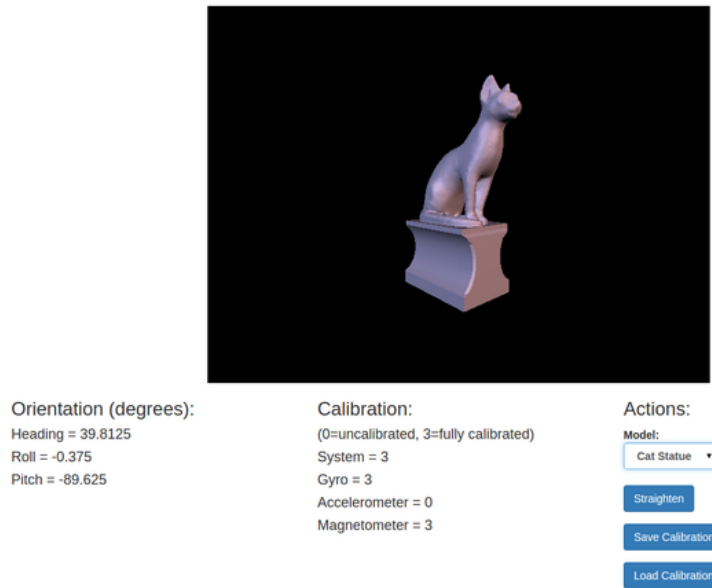 Orientation (degrees):
Heading = 39.8125
Roll = -0.375
Pitch = -89.625
Calibration:
(0=uncalibrated, 3=fully calibrated)
System = 3
Gyro = 3
Accelerometer = 0
Magnetometer = 3
Actions:
Model:
Cat Statue
Straighten
Save Calibration
Load Calibration